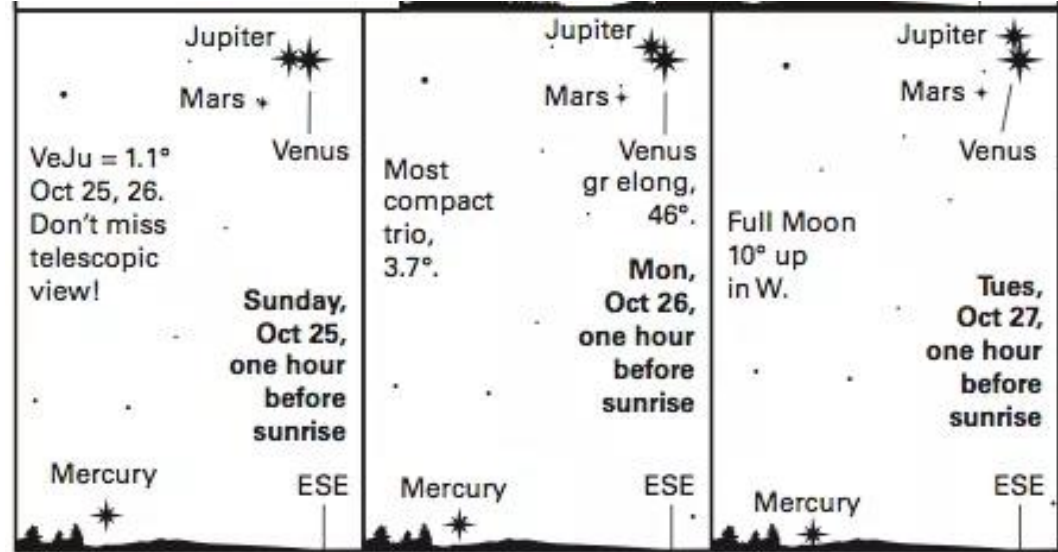 Jupiter
Mars
Venus
VeJu = 1.1°
Oct 25, 26.
Don't miss
telescopic
view!
Sunday,
Oct 25,
one hour
before
sunrise
Mercury
ESE
Jupiter
Mars
Venus
gr elong,
46°.
Most
compact
trio,
3.7°.
Mon,
Oct 26,
one hour
before
sunrise
Mercury
ESE
Jupiter
Mars
Venus
Full Moon
10° up
in W.
Tues,
Oct 27,
one hour
before
sunrise
Mercury
ESE